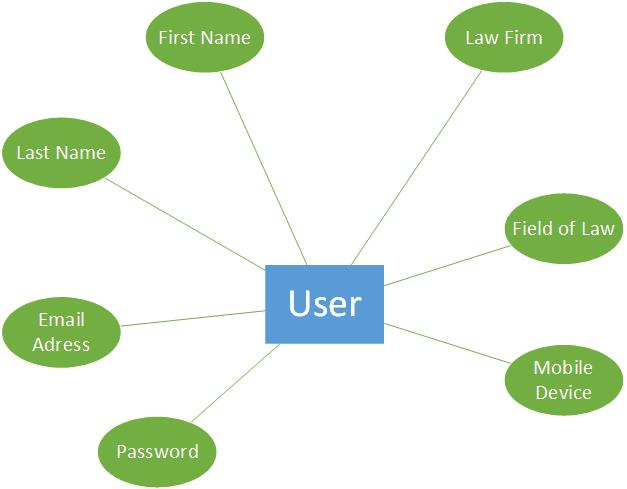 First Name
Law Firm
Last Name
Field of Law
User
Email
Adress
Mobile
Device
Password